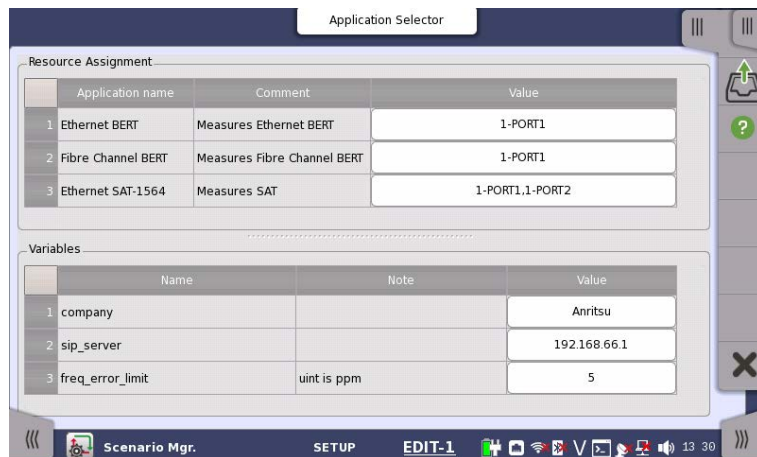 Application Selector
Resource Assignment
Application name Comment Value
1 Ethernet BERT Measures Ethernet BERT 1-PORT1
2 Fibre Channel BERT Measures Fibre Channel BERT 1-PORT1
3 Ethernet SAT-1564 Measures SAT 1-PORT1,1-PORT2
Variables
Name Note Value
1 company Anritsu
2 sip_server 192.168.66.1
3 freq_error_limit uint is ppm 5
Scenario Mgr. SETUP EDIT-1 13 30